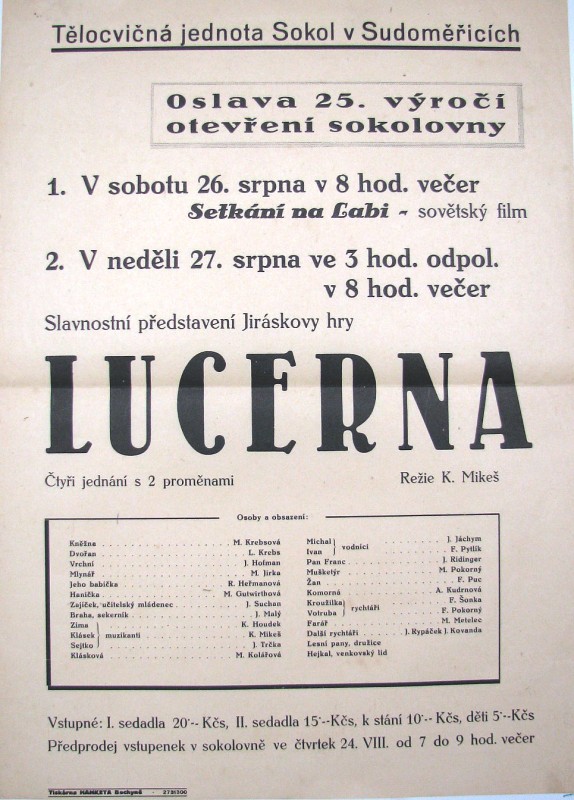 Tělocvičná jednota Sokol v Sudoměřicích
Oslava 25. výročí
otevření sokolovny
1. V sobotu 26. srpna v 8 hod. večer
Setkání na Labi - sovětský film
2. V neděli 27. srpna ve 3 hod. odpol.
v 8 hod. večer
Slavnostní představení Jiráskovy hry
LUCERNA
Čtyři jednání s 2 proměnami
Režie K. Mikeš
Osoby a obsazení:
Kněžna M. Krebsová
Dvořan L. Krebs
Vrchní J. Hofman
Mlynář M. Jirka
Jeho babička R. Heřmanová
Hanička M. Gutwirthová
Zajíček, učitelský mládenec J. Suchan
Braha, sekerník J. Malý
Zima K. Houdek
Klásek muzikanti K. Mikeš
Sejtko J. Trčka
Klásková M. Kolářová
Michal J. Jáchym
Ivan vodníci F. Pytlík
Pan Franc J. Ridinger
Mušketýr M. Pokorný
Žan F. Puc
Komorná A. Kudrnová
Kroužilka F. Šonka
Votruba rychtáři F. Pokorný
Farář M. Metelec
Další rychtáři J. Rypáček J. Kovanda
Lesní pany, družice
Hejkal, venkovský lid
Vstupné: I. sedadla 20·-- Kčs, II. sedadla 15·--Kčs, k stání 10·-- Kčs, děti 5·--Kčs
Předprodej vstupenek v sokolovně ve čtvrtek 24. VIII. od 7 do 9 hod. večer
Tiskárna HANKETA Bechyně - 2731300